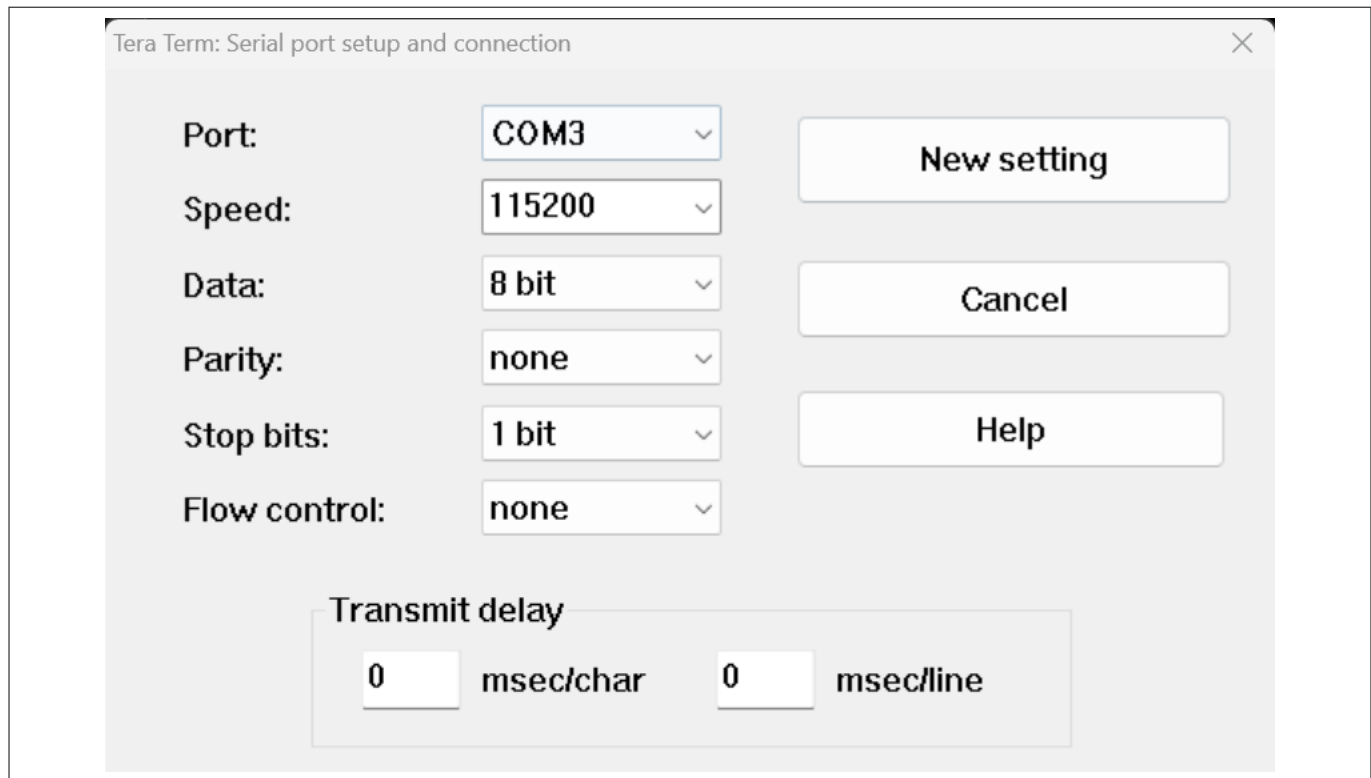 Tera Term: Serial port setup and connection
Port: COM3
New setting
Speed: 115200
Data: 8 bit
Cancel
Parity: none
Stop bits: 1 bit
Help
Flow control: none
Transmit delay
0 msec/char 0 msec/line